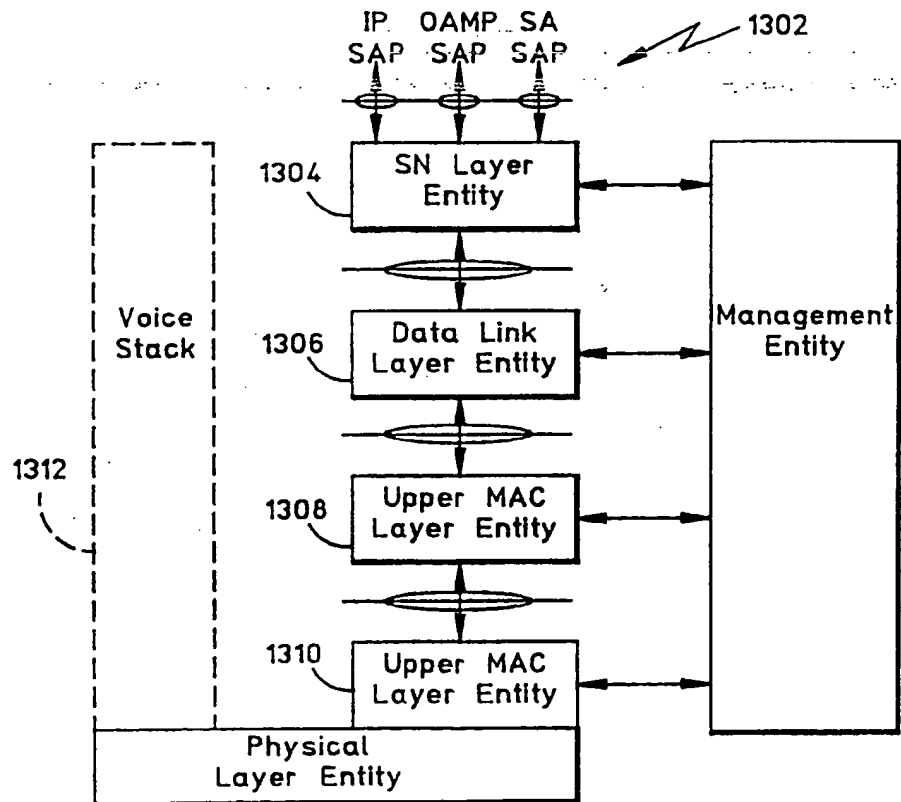 IP OAMP SA
SAP SAP SAP
1302
1304
SN Layer
Entity
Voice
Stack
1306
Data Link
Layer Entity
Management
Entity
1312
1308
Upper MAC
Layer Entity
1310
Upper MAC
Layer Entity
Physical
Layer Entity